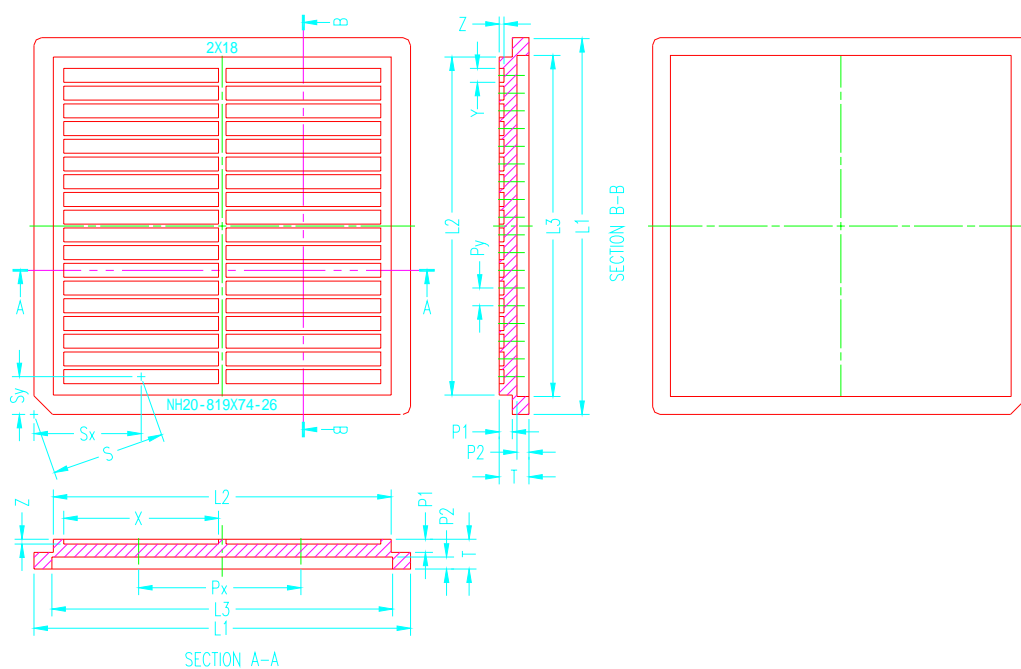 B
2X18
A
A
Sy
Sx
S
NH20-819X74-26
B
Z
Y
L2
Py
L3
L1
P1
P2
T
SECTION B-B
Z
L2
X
P1
P2
T
Px
L3
L1
SECTION A-A